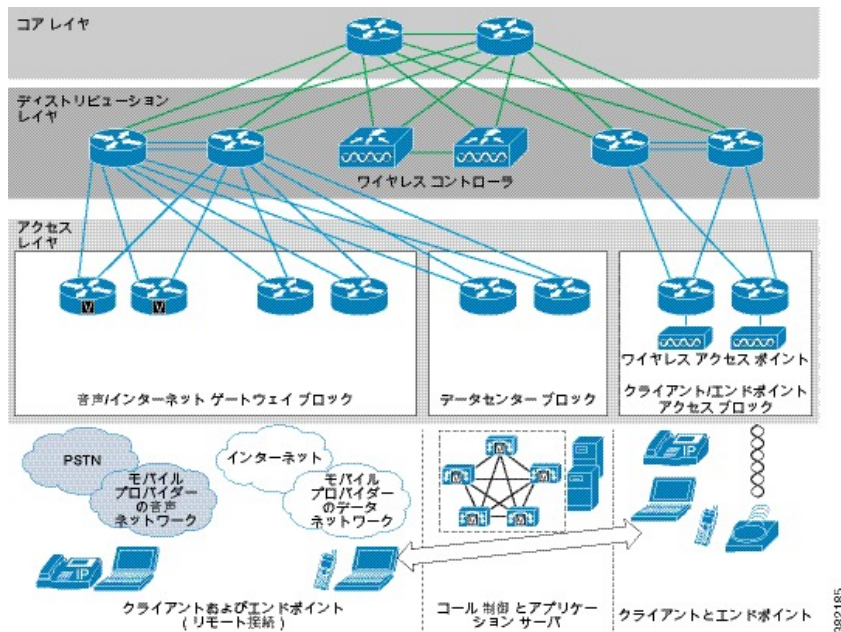 コア レイヤ
ディストリビューション
レイヤ
ワイヤレス コントローラ
アクセス
レイヤ
V
V
ワイヤレス アクセス ポイント
音声/インターネット ゲートウェイ ブロック
データセンター ブロック
クライアント/エンドポイント
アクセス ブロック
PSTN
モバイル
プロバイダー
の音声
ネットワーク
インターネット
モバイル
プロバイダー
のデータ
ネットワーク
IP
IP
クライアントおよびエンドポイント
(リモート接続)
コール 制御 とアプリケー
ション サーバ
クライアントとエンドポイント
382185